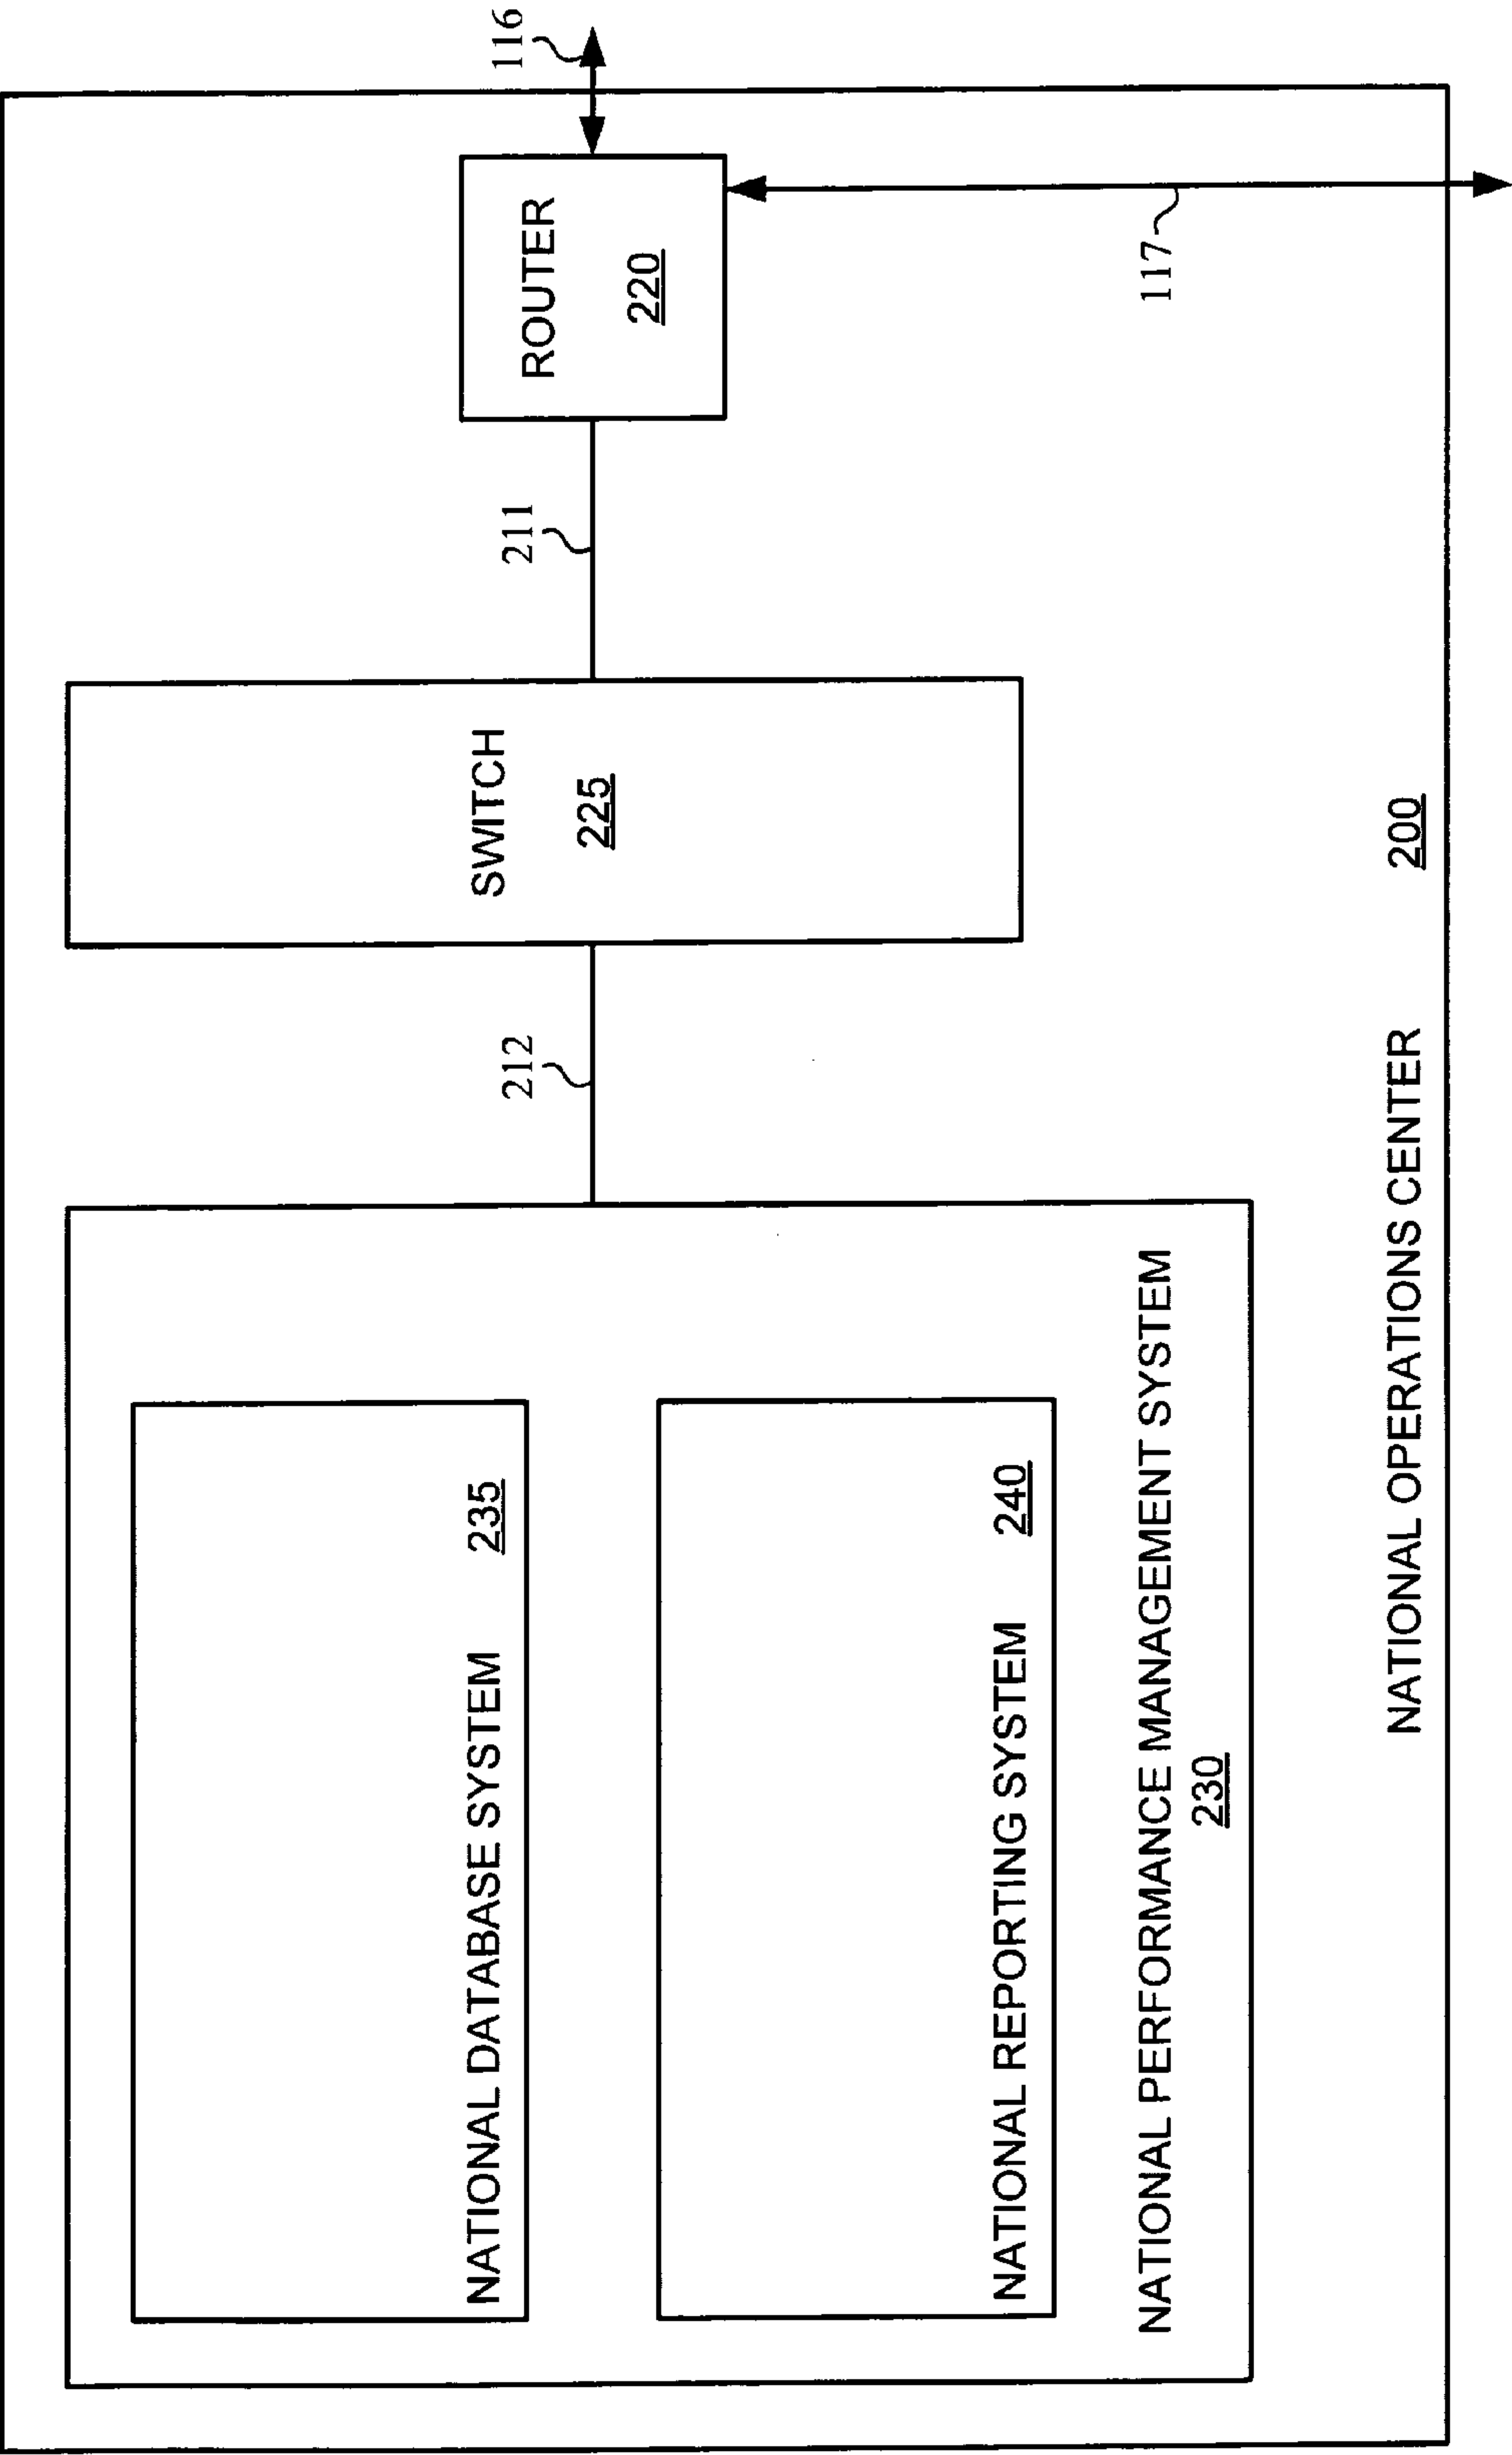 NATIONAL DATABASE SYSTEM 235
NATIONAL REPORTING SYSTEM 240
NATIONAL PERFORMANCE MANAGEMENT SYSTEM
230
212
SWITCH
225
211
ROUTER
220
116
117
NATIONAL OPERATIONS CENTER 200